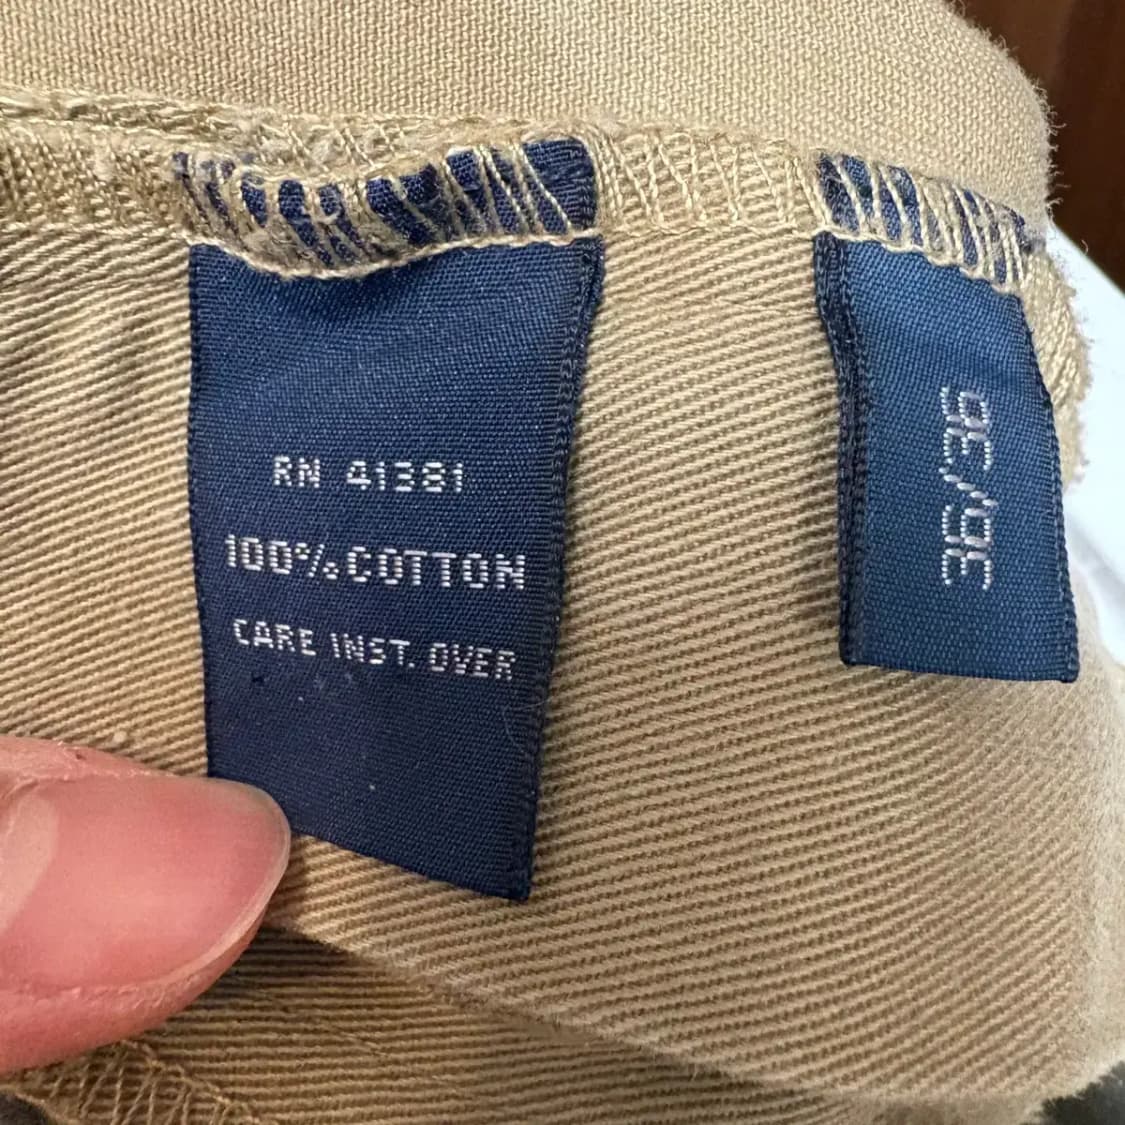 RN 41381
100% COTTON
CARE INST. OVER
36/36